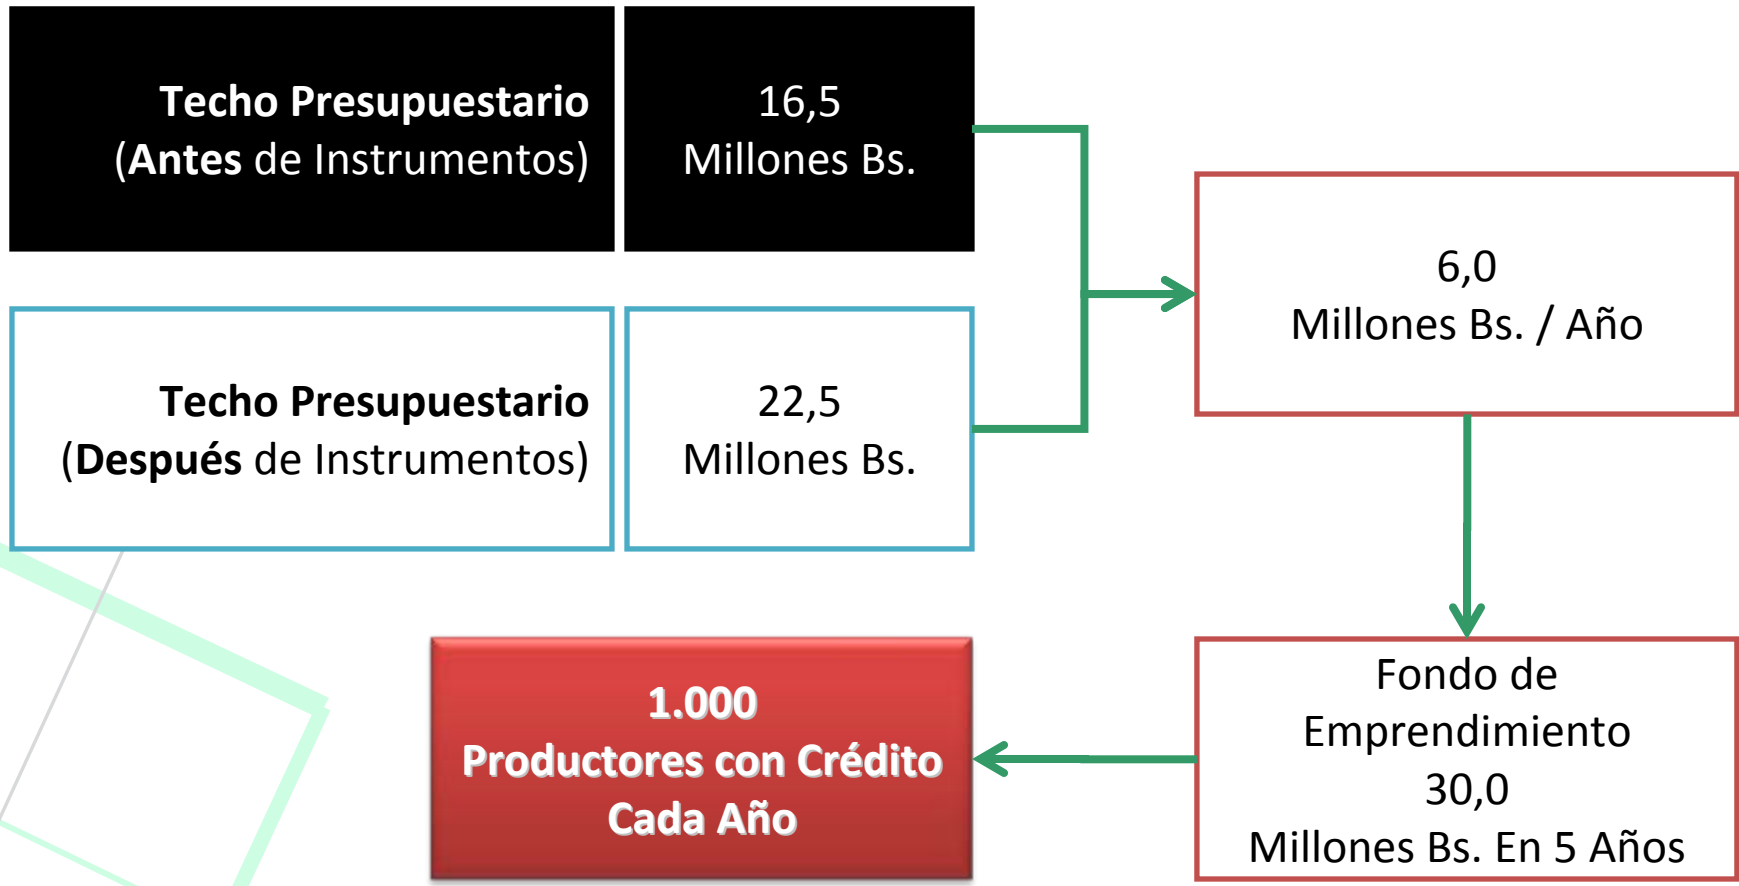 Techo Presupuestario
(Antes de Instrumentos)
16,5
Millones Bs.
Techo Presupuestario
(Después de Instrumentos)
22,5
Millones Bs.
6,0
Millones Bs. / Año
Fondo de
Emprendimiento
30,0
Millones Bs. En 5 Años
1.000
Productores con Crédito
Cada Año